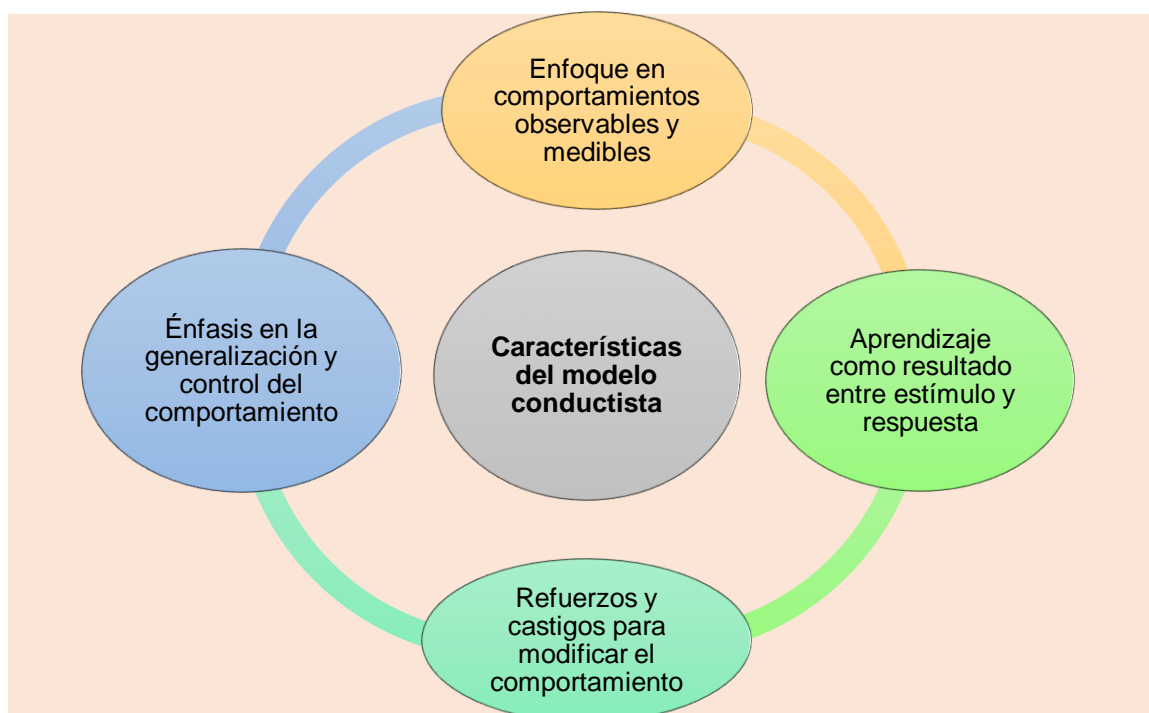 Enfoque en
comportamientos
observables y
medibles
Énfasis en la
generalización y
control del
comportamiento
Características
del modelo
conductista
Aprendizaje
como resultado
entre estímulo y
respuesta
Refuerzos y
castigos para
modificar el
comportamiento